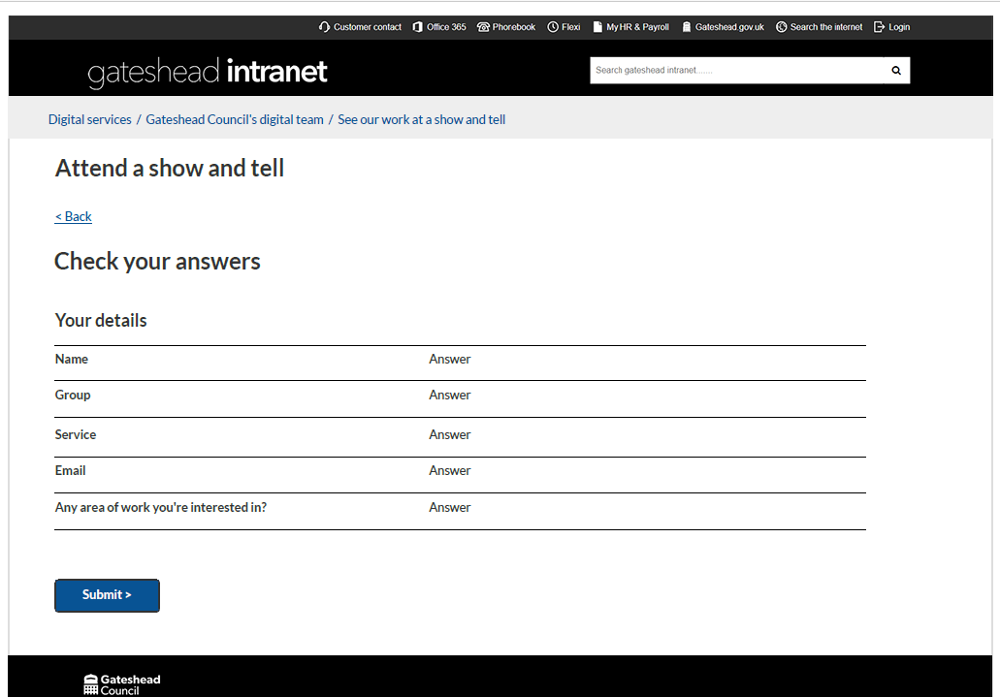 Customer contact Office 365 Phonebook Flexi My HR & Payroll Gateshead.gov.uk Search the internet Login
gateshead intranet Search gateshead intranet.......
Digital services / Gateshead Council's digital team / See our work at a show and tell
Attend a show and tell
< Back
Check your answers
Your details
Name Answer
Group Answer
Service Answer
Email Answer
Any area of work you're interested in? Answer
Submit >
Gateshead
Council